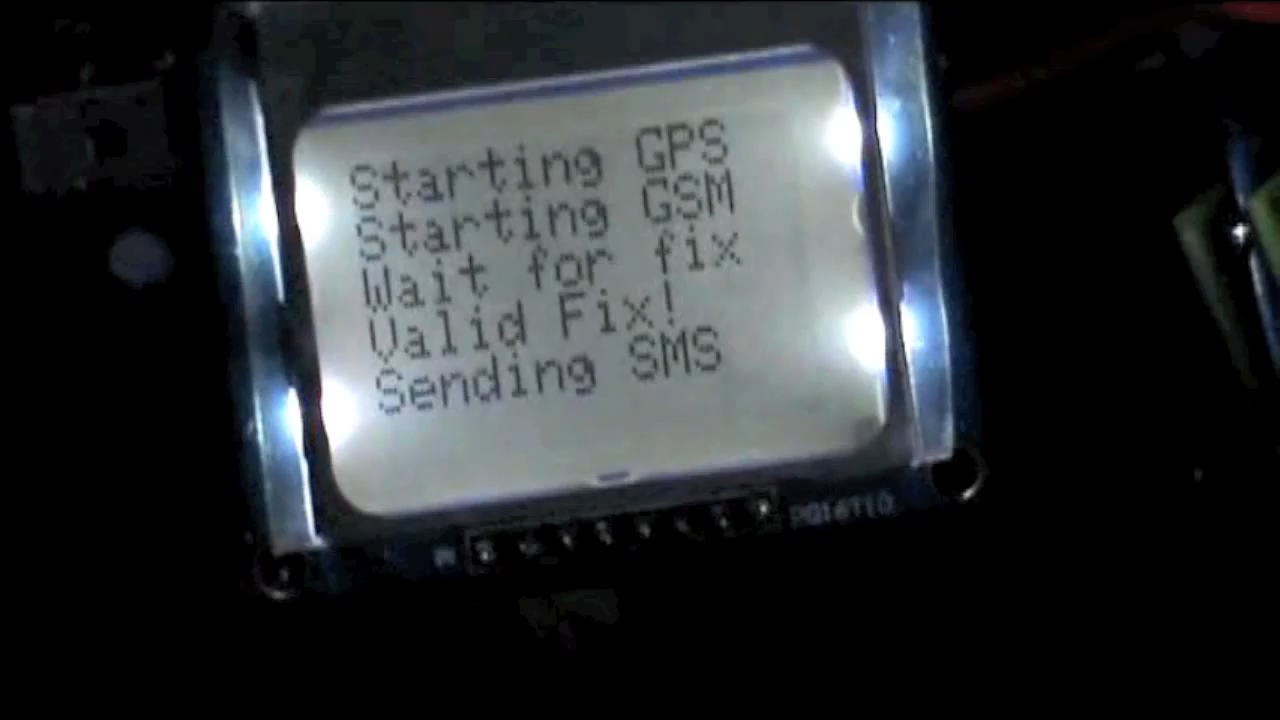 Starting GPS
Starting GSM
Wait for fix
Valid Fix!
Sending SMS